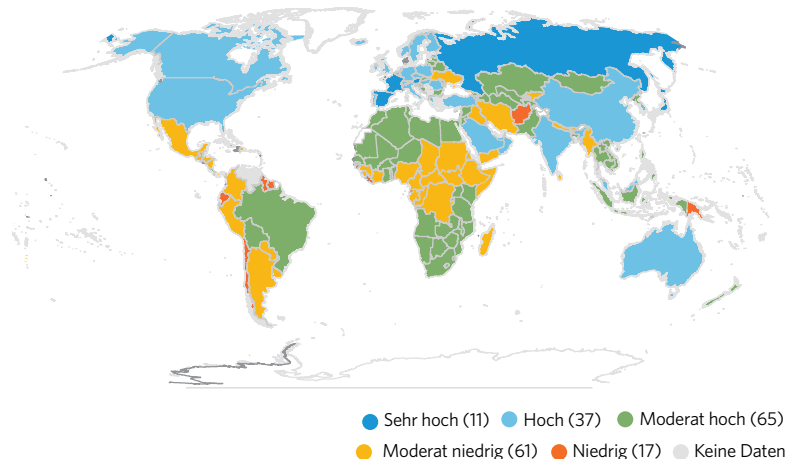 Sehr hoch (11) Hoch (37) Moderat hoch (65)
Moderat niedrig (61) Niedrig (17) Keine Daten